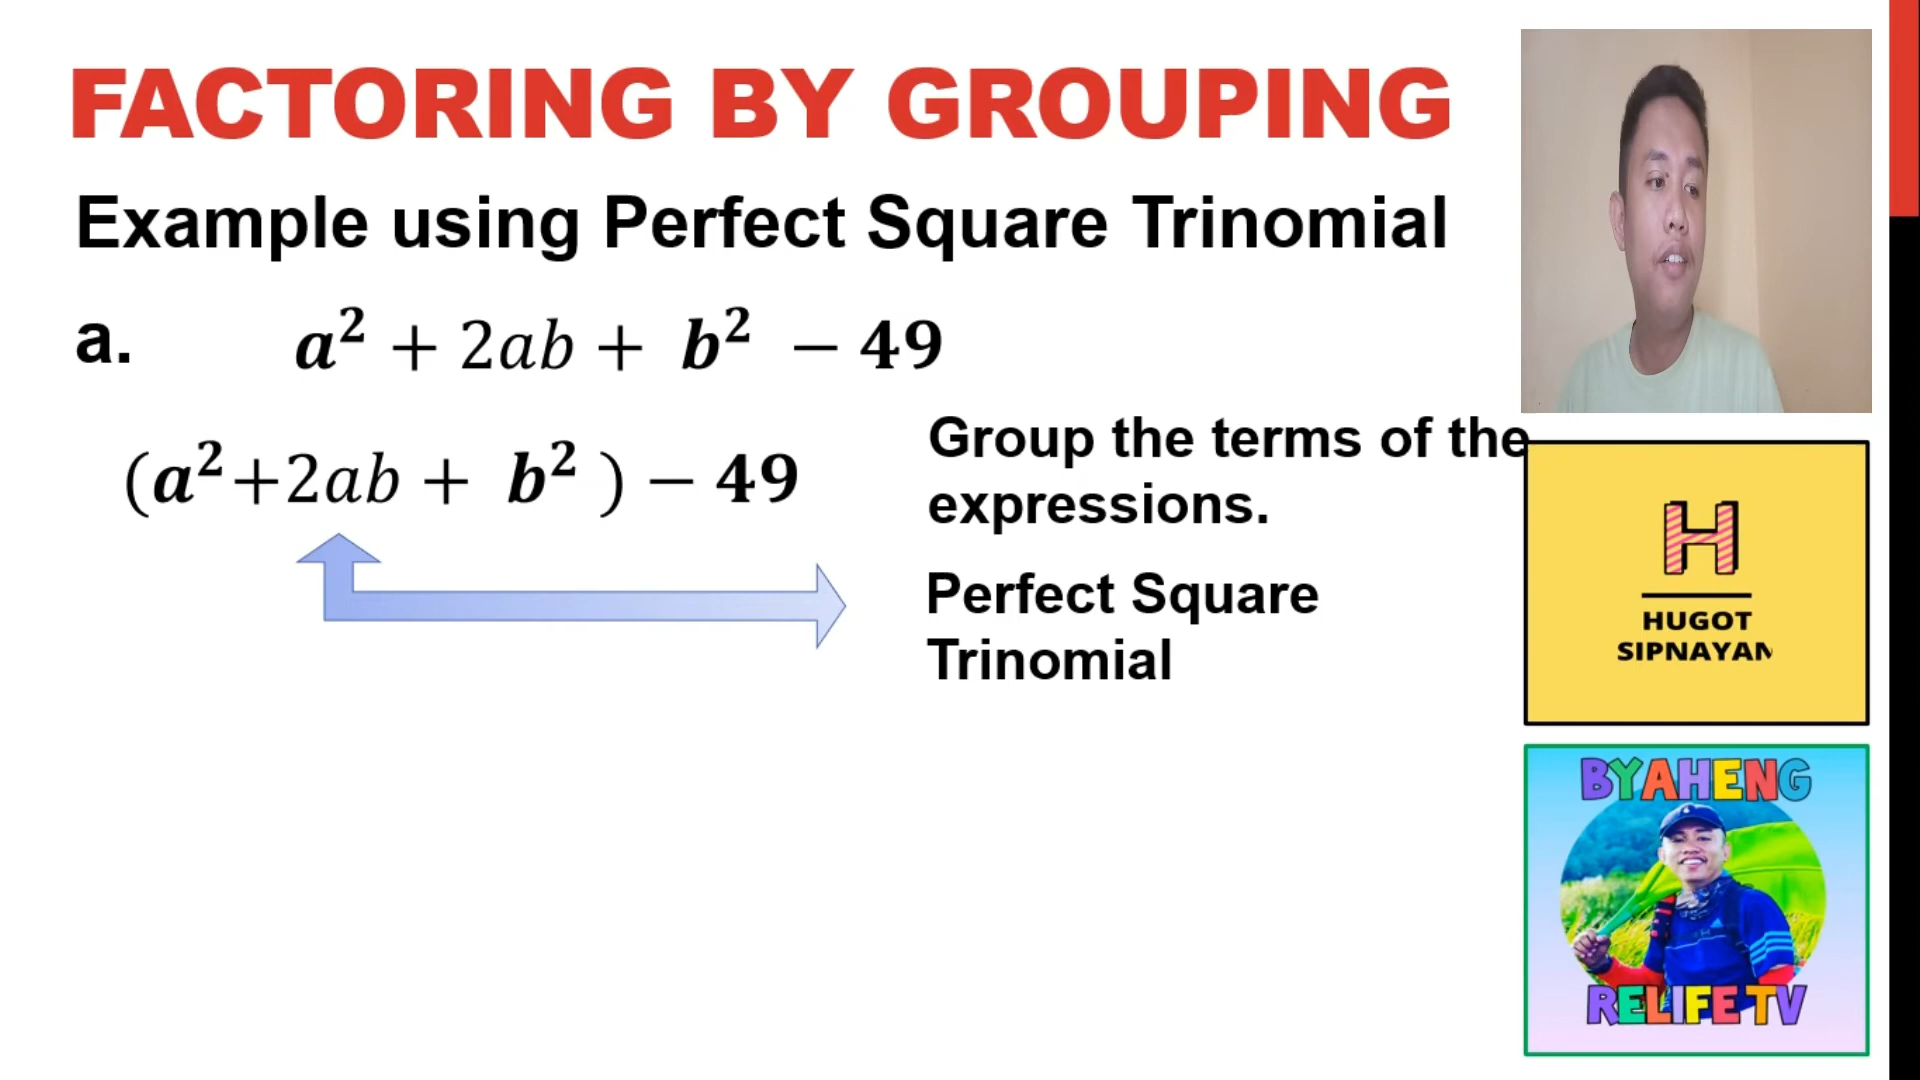 FACTORING BY GROUPING
Example using Perfect Square Trinomial
a. a² + 2ab + b² − 49
(a²+2ab + b² ) − 49
Group the terms of the
expressions.
Perfect Square
Trinomial
H
HUGOT
SIPNAYAN
BYAHENG
RELIFE TV